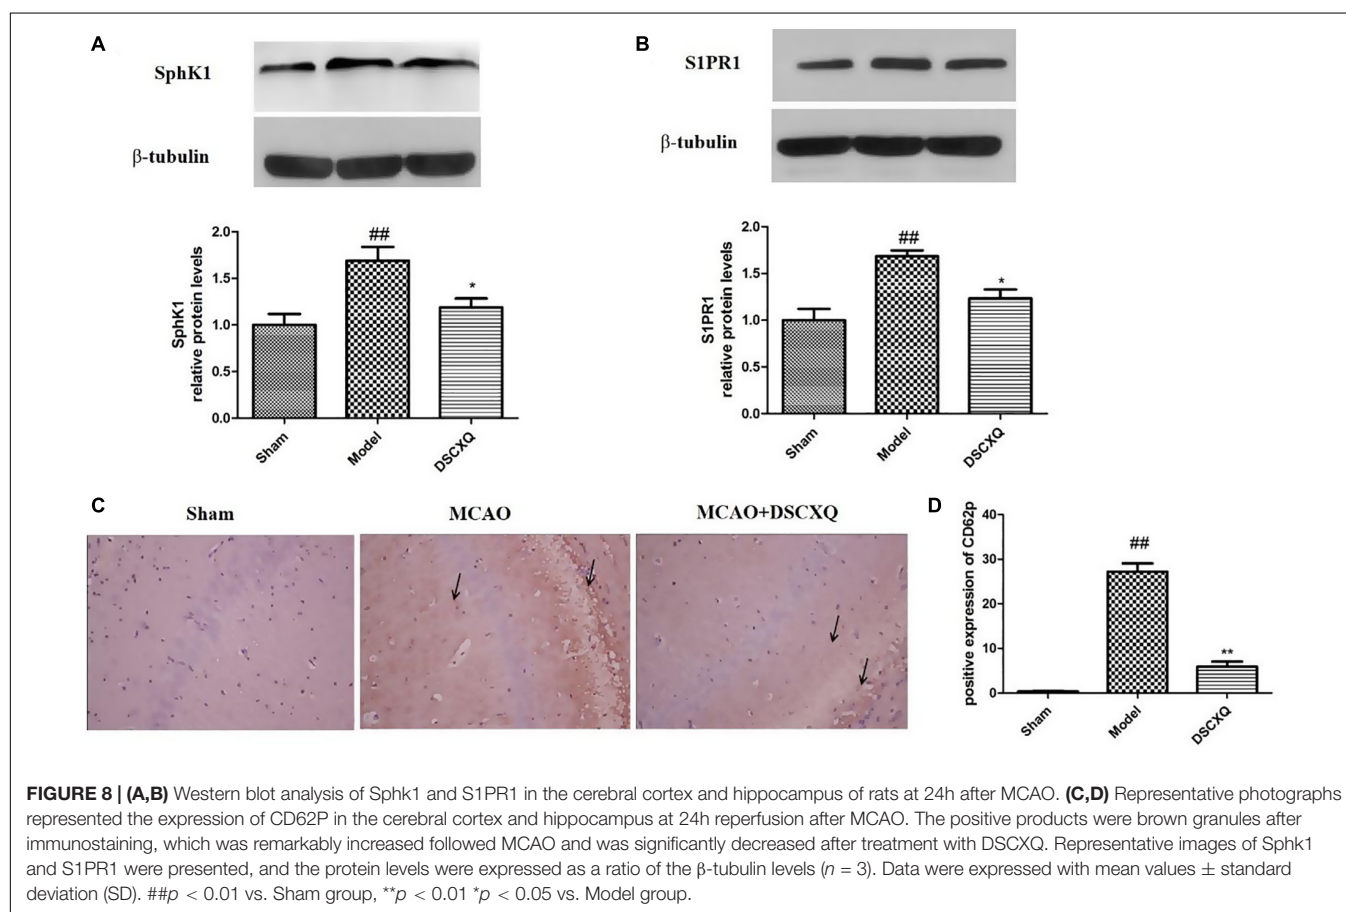 A
SphK1
β-tubulin
SphK1
relative protein levels
2.0
1.5
1.0
0.5
0.0
##
*
Sham
Model
DSCXQ
B
S1PR1
β-tubulin
S1PR1
relative protein levels
2.0
1.5
1.0
0.5
0.0
##
*
Sham
Model
DSCXQ
C
Sham
MCAO
MCAO+DSCXQ
D
positive expression of CD62p
40
30
20
10
0
##
**
Sham
Model
DSCXQ
FIGURE 8 | (A,B) Western blot analysis of Sphk1 and S1PR1 in the cerebral cortex and hippocampus of rats at 24h after MCAO. (C,D) Representative photographs
represented the expression of CD62P in the cerebral cortex and hippocampus at 24h reperfusion after MCAO. The positive products were brown granules after
immunostaining, which was remarkably increased followed MCAO and was significantly decreased after treatment with DSCXQ. Representative images of Sphk1
and S1PR1 were presented, and the protein levels were expressed as a ratio of the β-tubulin levels (n = 3). Data were expressed with mean values ± standard
deviation (SD). ##p < 0.01 vs. Sham group, **p < 0.01 *p < 0.05 vs. Model group.